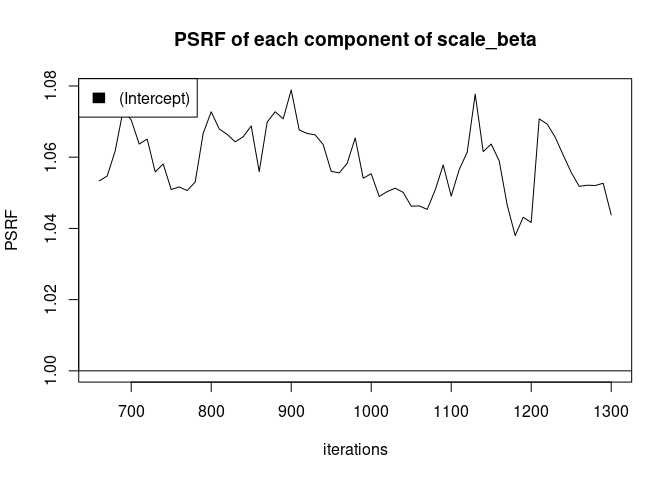 PSRF of each component of scale_beta
(Intercept)
PSRF
1.08
1.06
1.04
1.02
1.00
700 800 900 1000 1100 1200 1300
iterations